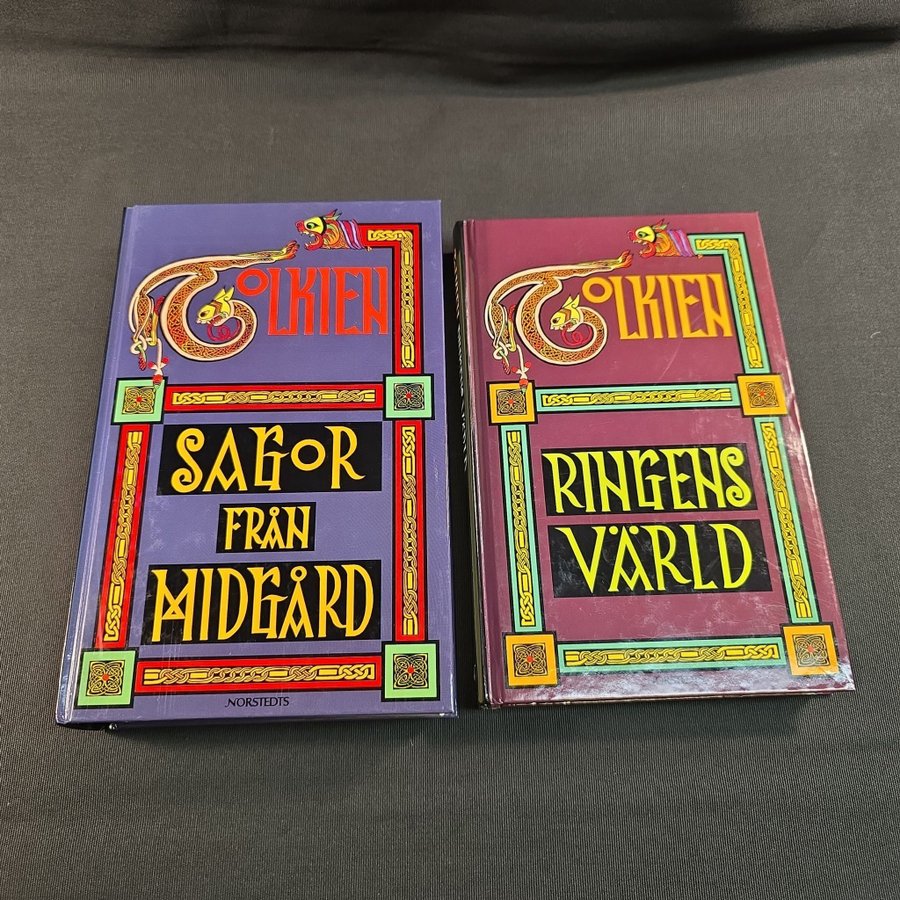 TOLKIEN
SAGOR
FRÅN
MIDGÅRD
NORSTEDTS
TOLKIEN
RINGENS
VÄRLD